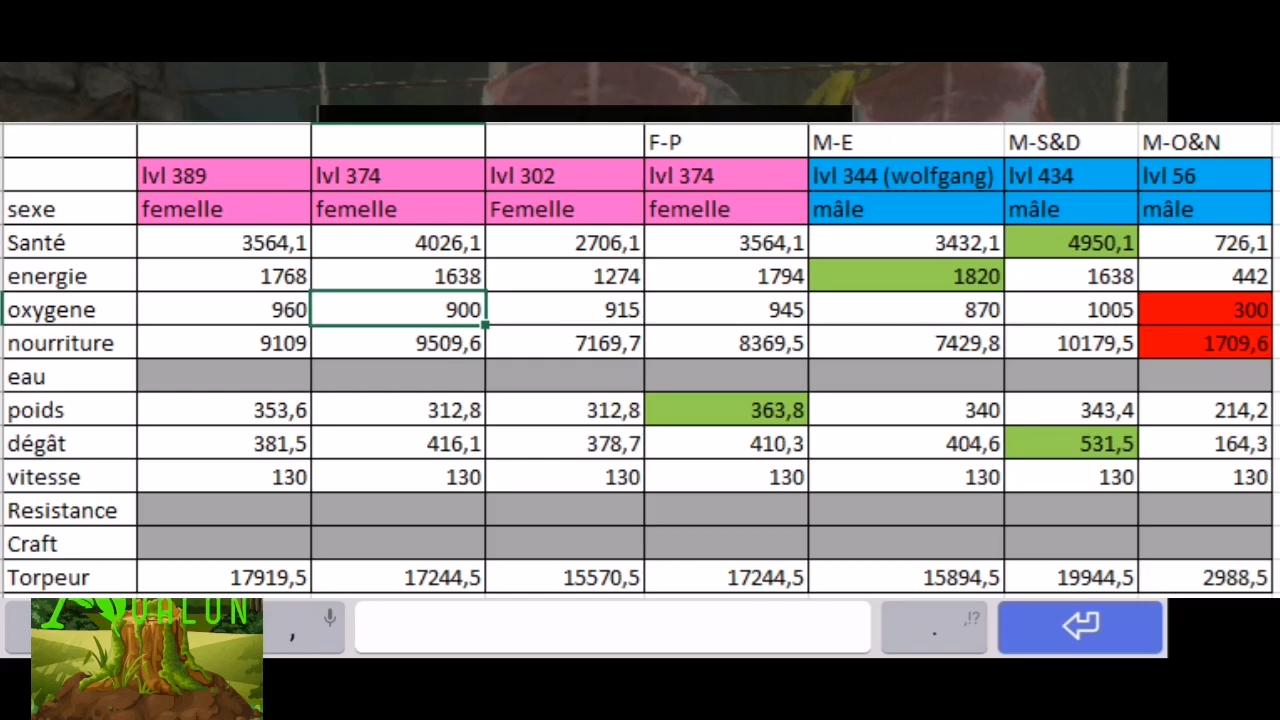 F-P M-E M-S&D M-O&N
lvl 389 lvl 374 lvl 302 lvl 374 lvl 344 (wolfgang) lvl 434 lvl 56
sexe femelle femelle Femelle femelle mâle mâle mâle
Santé 3564,1 4026,1 2706,1 3564,1 3432,1 4950,1 726,1
energie 1768 1638 1274 1794 1820 1638 442
oxygene 960 900 915 945 870 1005 300
nourriture 9109 9509,6 7169,7 8369,5 7429,8 10179,5 1709,6
eau
poids 353,6 312,8 312,8 363,8 340 343,4 214,2
dégât 381,5 416,1 378,7 410,3 404,6 531,5 164,3
vitesse 130 130 130 130 130 130 130
Resistance
Craft
Torpeur 17919,5 17244,5 15570,5 17244,5 15894,5 19944,5 2988,5
, . ,!?